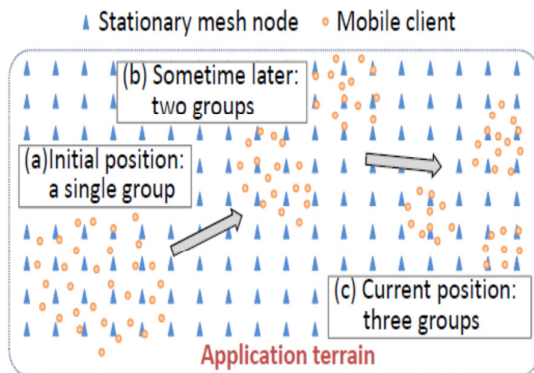 Stationary mesh node Mobile client
(b) Sometime later:
two groups
(a)Initial position:
a single group
(c) Current position:
three groups
Application terrain